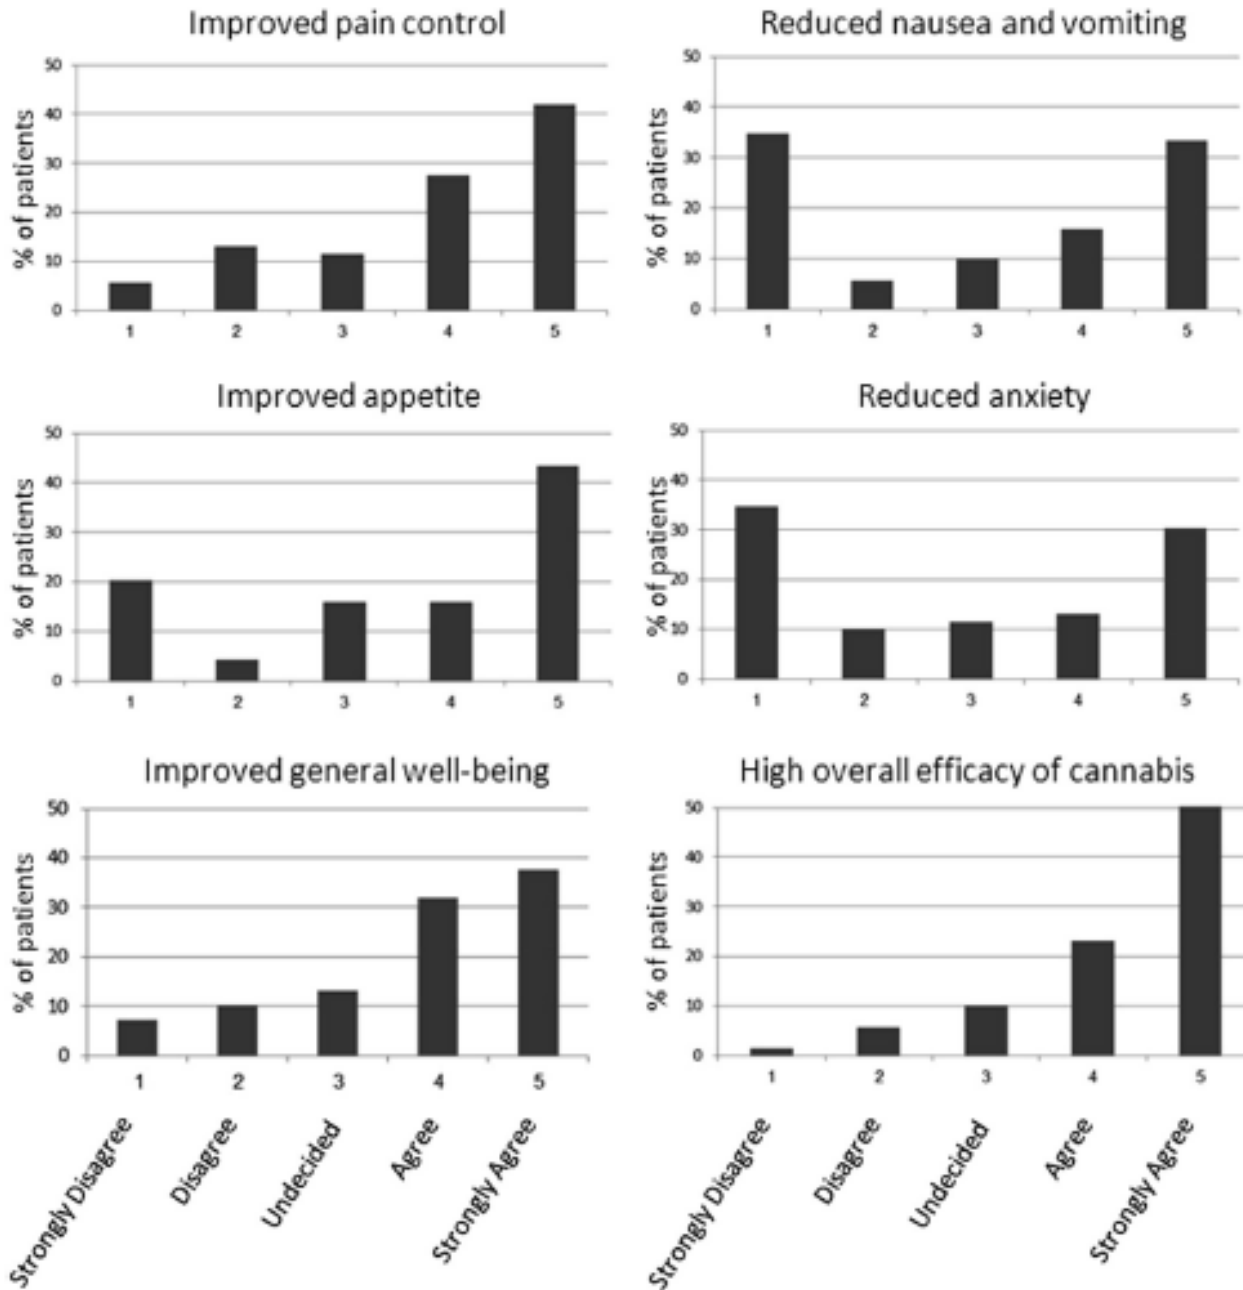 Improved pain control
% of patients
50
40
30
20
10
0
1 2 3 4 5
Reduced nausea and vomiting
% of patients
50
40
30
20
10
0
1 2 3 4 5
Improved appetite
% of patients
50
40
30
20
10
0
1 2 3 4 5
Reduced anxiety
% of patients
50
40
30
20
10
0
1 2 3 4 5
Improved general well-being
% of patients
50
40
30
20
10
0
1 2 3 4 5
Strongly Disagree
Disagree
Undecided
Agree
Strongly Agree
High overall efficacy of cannabis
% of patients
50
40
30
20
10
0
1 2 3 4 5
Strongly Disagree
Disagree
Undecided
Agree
Strongly Agree